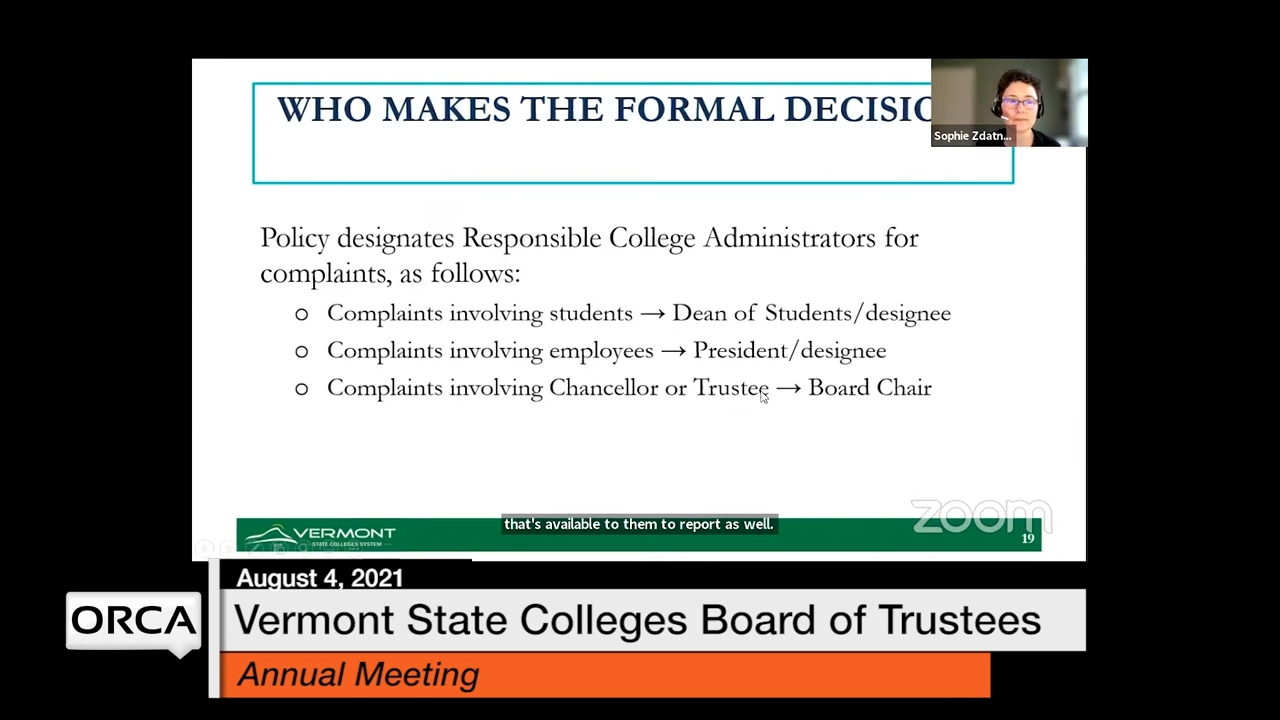 WHO MAKES THE FORMAL DECISIO
Sophie Zdatn...
Policy designates Responsible College Administrators for
complaints, as follows:
Complaints involving students → Dean of Students/designee
Complaints involving employees → President/designee
Complaints involving Chancellor or Trustee → Board Chair
zoom
VERMONT
STATE COLLEGES SYSTEM
that's available to them to report as well.
19
August 4, 2021
ORCA
Vermont State Colleges Board of Trustees
Annual Meeting